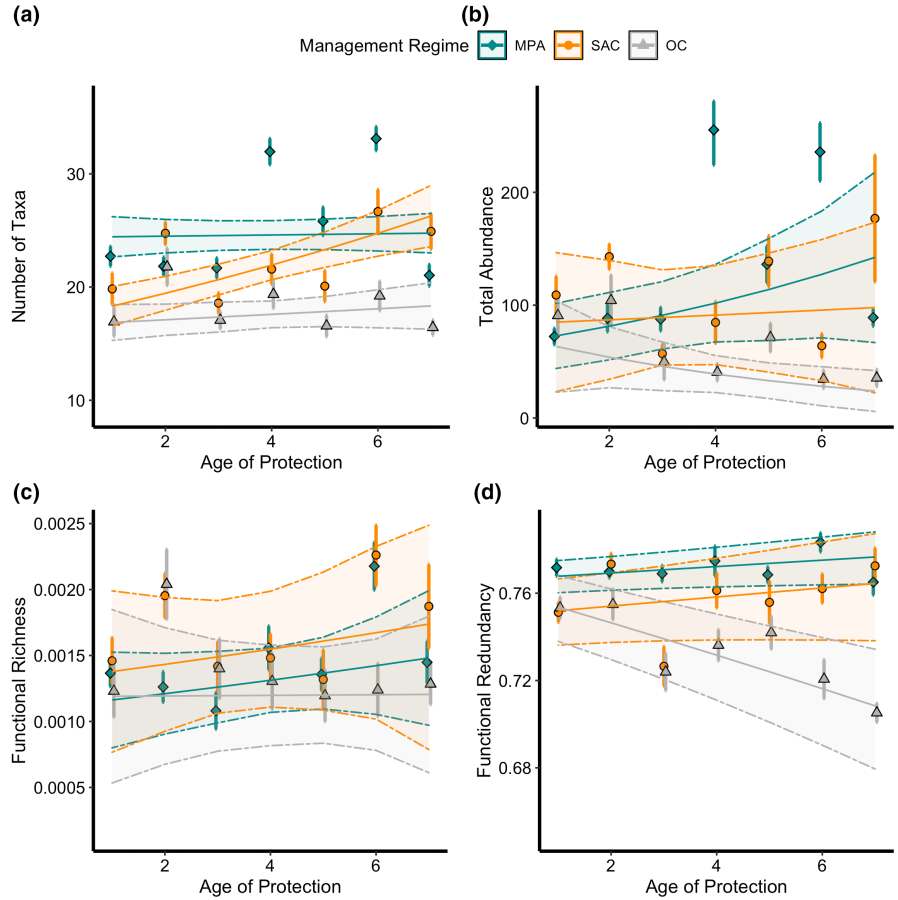 (a)
(b)
Management Regime MPA SAC OC
Number of Taxa
30
20
10
2 4 6
Age of Protection
Total Abundance
200
100
0
2 4 6
Age of Protection
(c)
(d)
Functional Richness
0.0025
0.0020
0.0015
0.0010
0.0005
2 4 6
Age of Protection
Functional Redundancy
0.76
0.72
0.68
2 4 6
Age of Protection